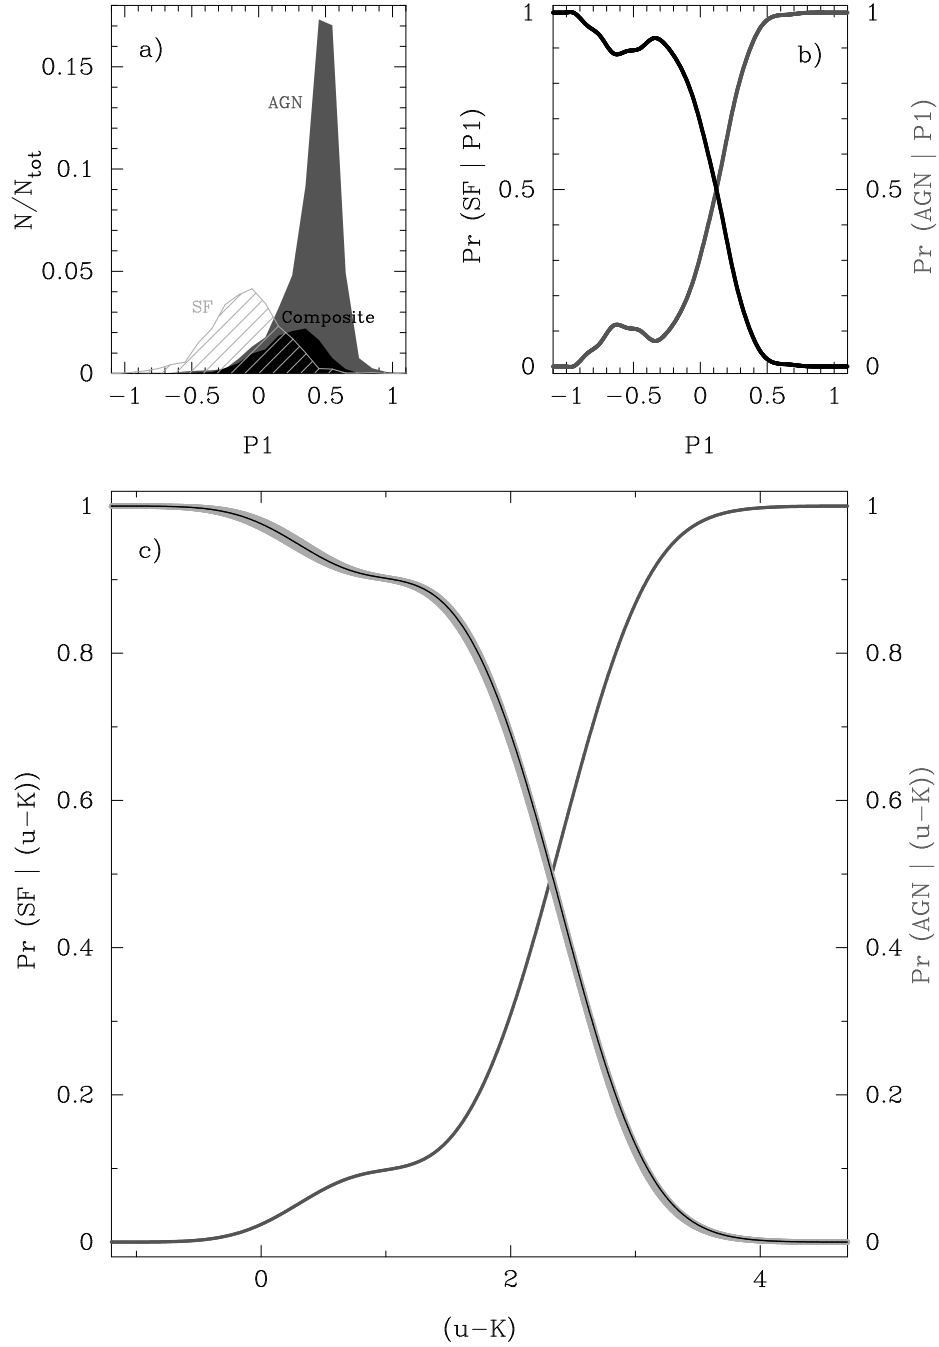 a)
0.15
0.1
0.05
0
N/N_tot
AGN
SF
Composite
−1 −0.5 0 0.5 1
P1
b)
1
0.5
0
Pr (SF | P1)
1
0.5
0
Pr (AGN | P1)
−1 −0.5 0 0.5 1
P1
c)
1
0.8
0.6
0.4
0.2
0
Pr (SF | (u−K))
1
0.8
0.6
0.4
0.2
0
Pr (AGN | (u−K))
0 2 4
(u−K)